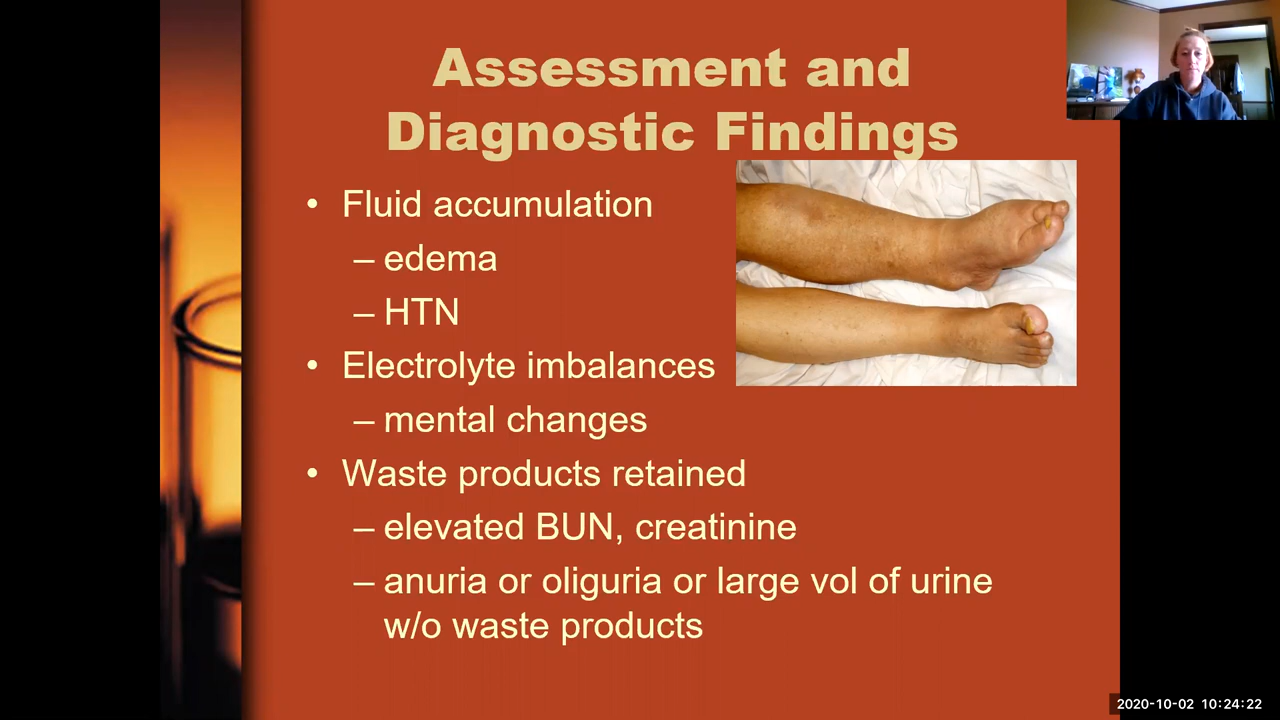 Assessment and
Diagnostic Findings
• Fluid accumulation
– edema
– HTN
• Electrolyte imbalances
– mental changes
• Waste products retained
– elevated BUN, creatinine
– anuria or oliguria or large vol of urine
w/o waste products
2020-10-02 10:24:22